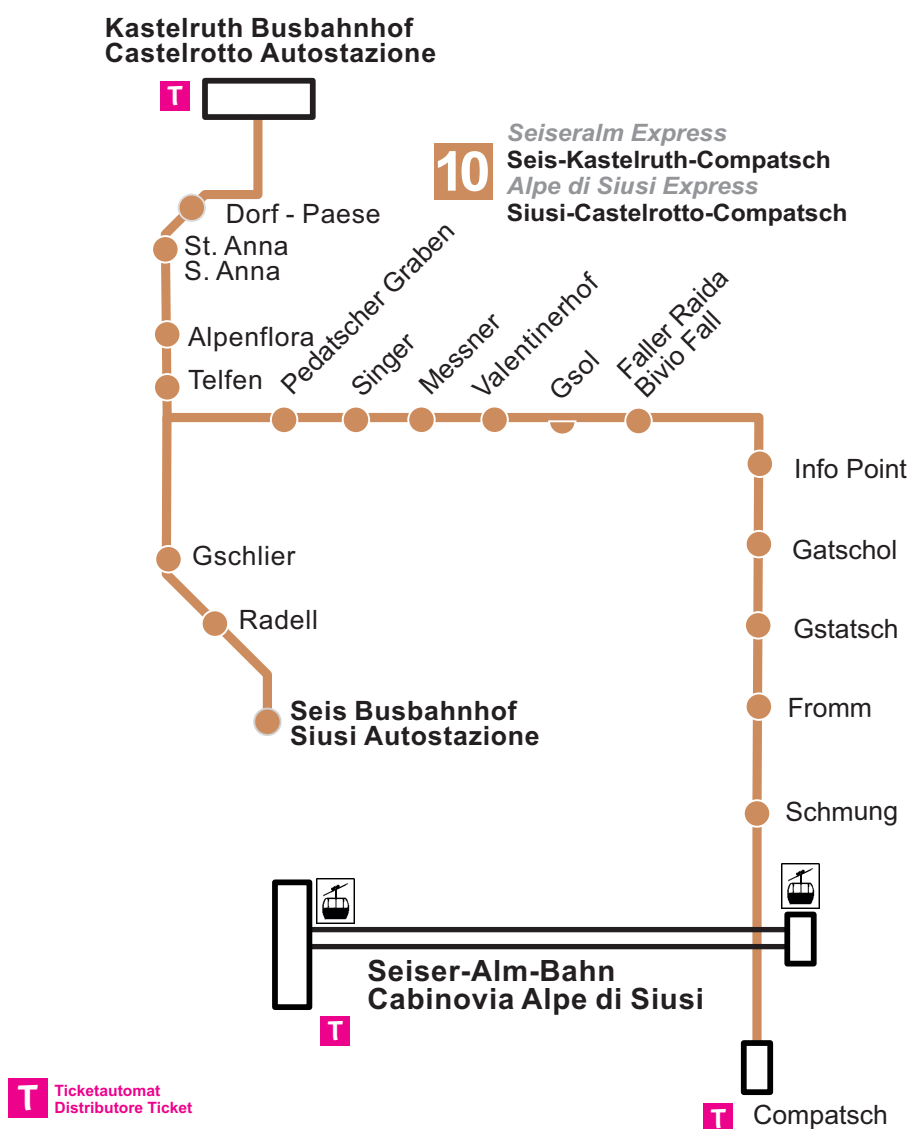 Kastelruth Busbahnhof
Castelrotto Autostazione
T
10
Seiseralm Express
Seis-Kastelruth-Compatsch
Alpe di Siusi Express
Siusi-Castelrotto-Compatsch
Dorf - Paese
St. Anna
S. Anna
Alpenflora
Telfen
Pedatscher Graben
Singer
Messner
Valentinerhof
Gsol
Faller Raida
Bivio Fall
Info Point
Gatschol
Gstatsch
Fromm
Schmung
Gschlier
Radell
Seis Busbahnhof
Siusi Autostazione
Seiser-Alm-Bahn
Cabinovia Alpe di Siusi
T
T
Ticketautomat
Distributore Ticket
T
Compatsch